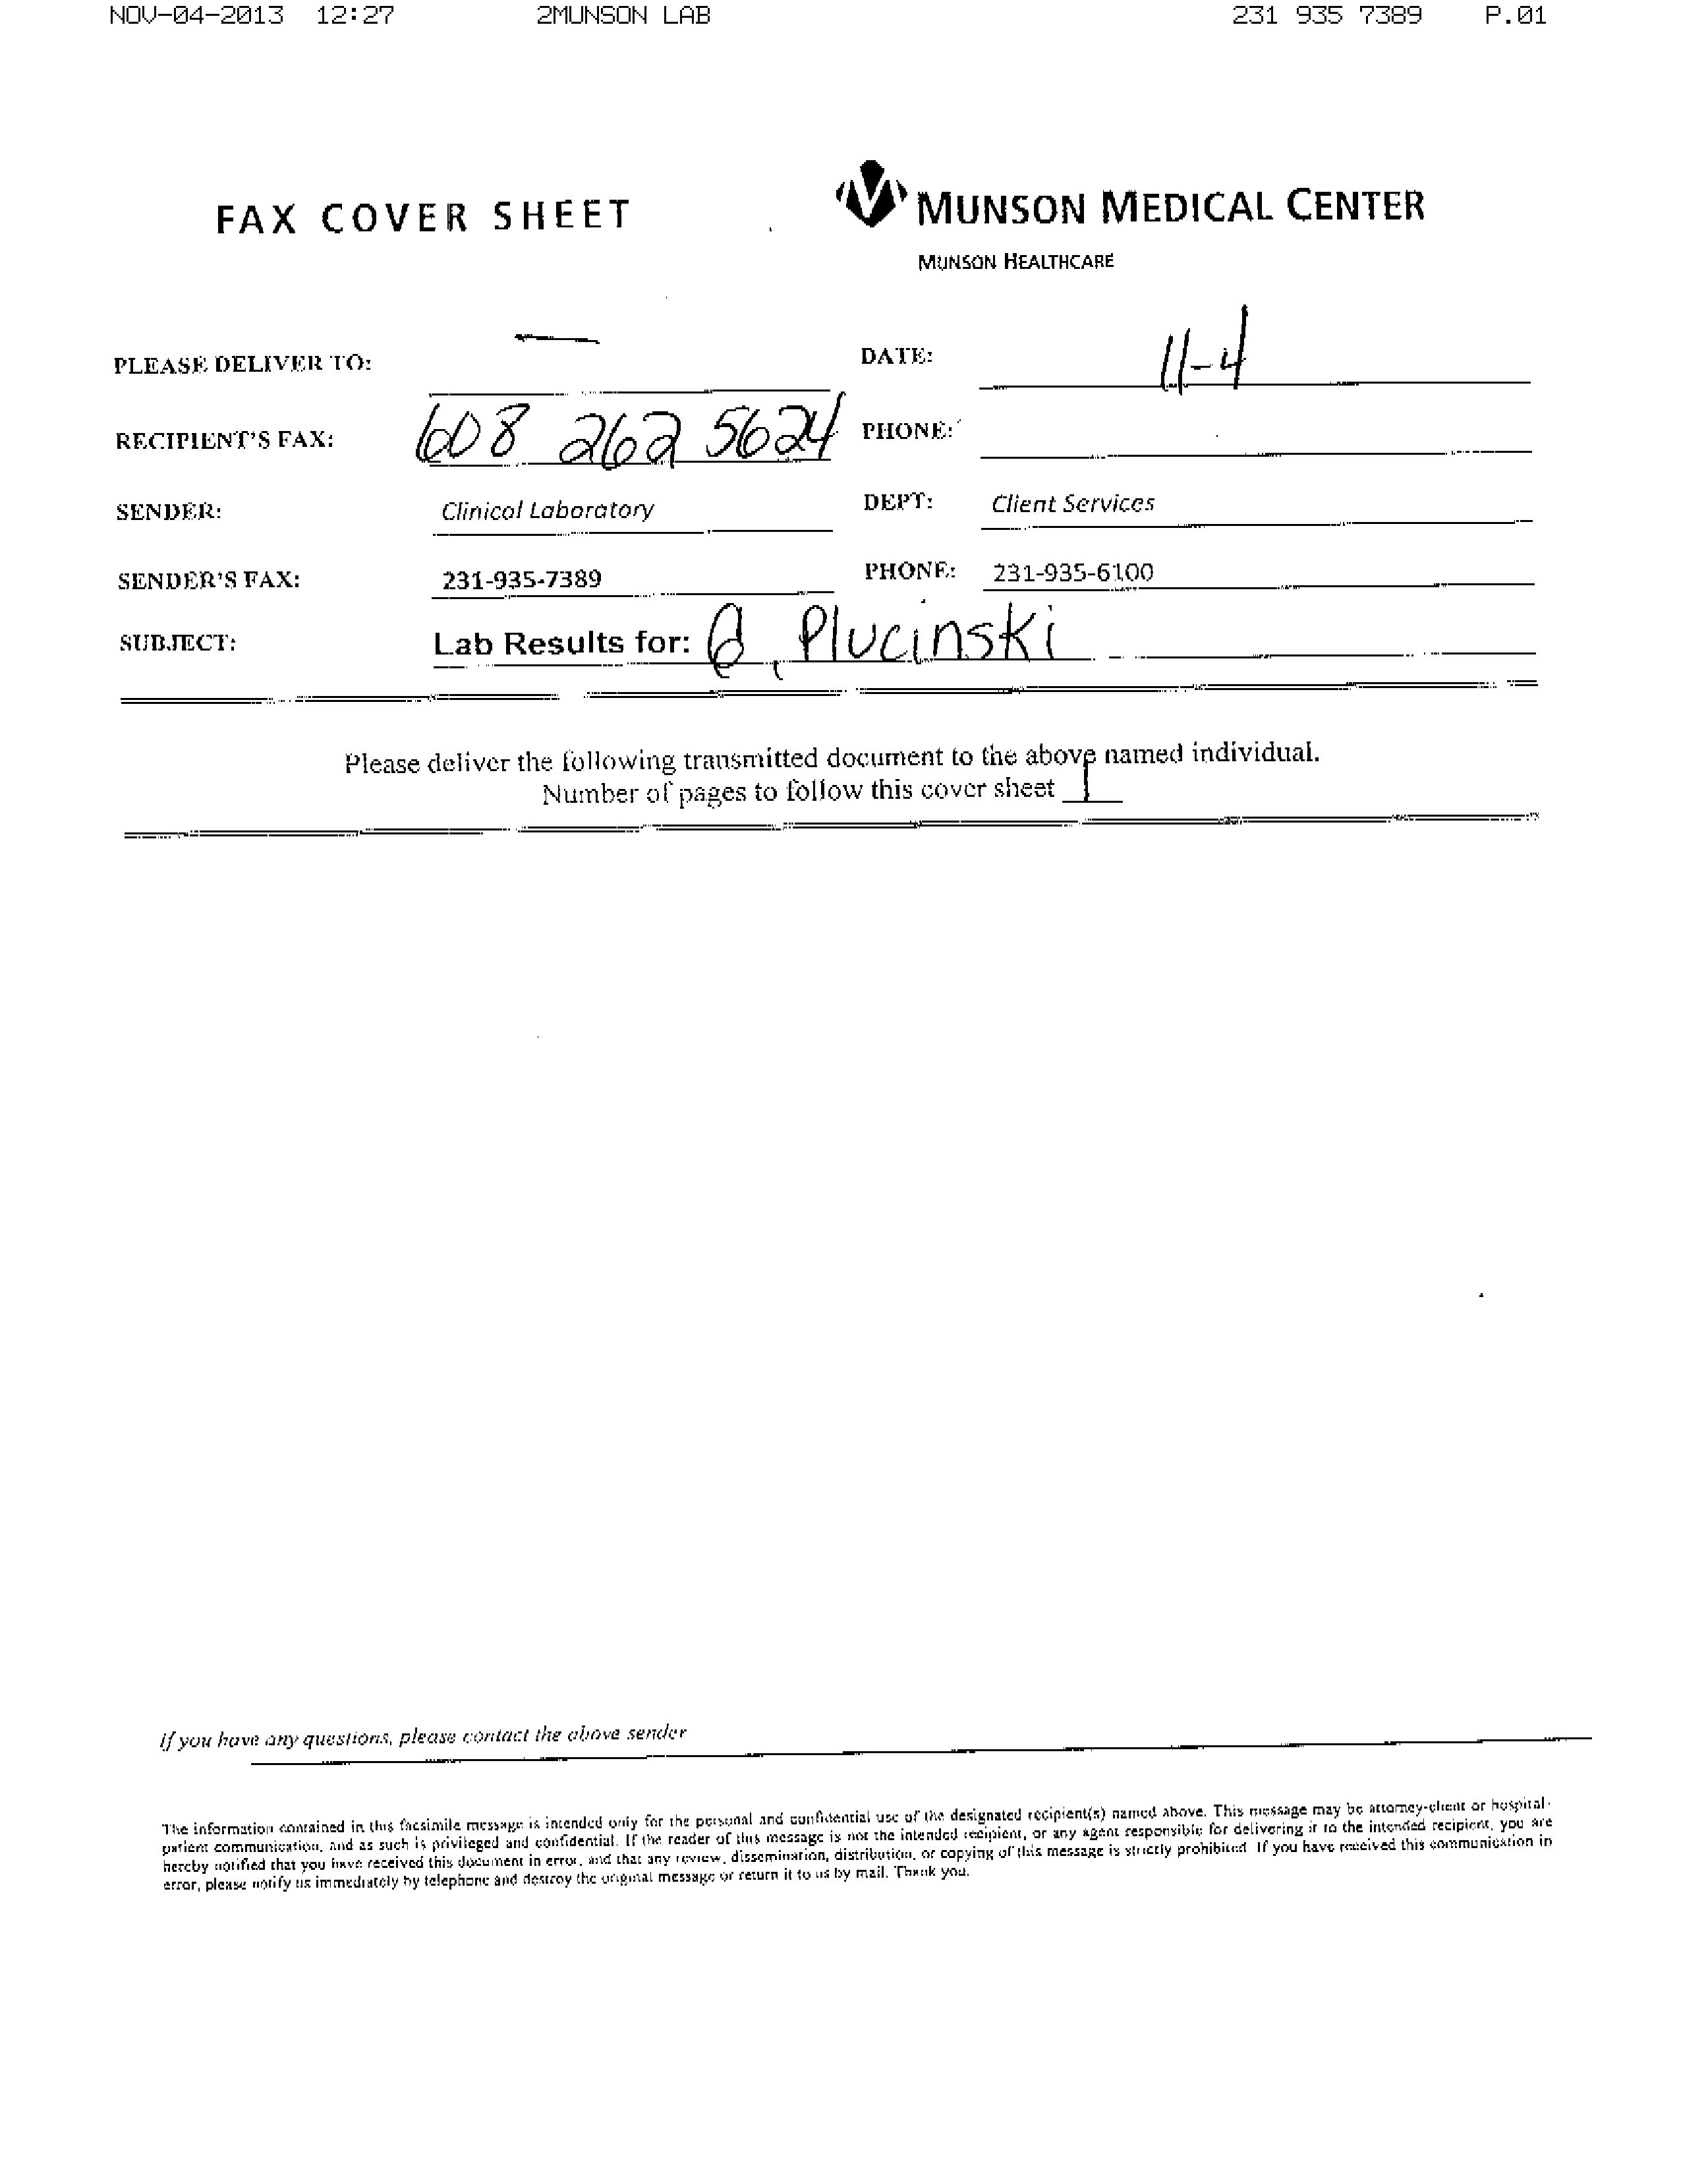 NOV-04-2013 12:27 2MUNSON LAB 231 935 7389 P.01
FAX COVER SHEET
MUNSON MEDICAL CENTER
MUNSON HEALTHCARE
PLEASE DELIVER TO: DATE: 11-4
RECIPIENT'S FAX: 608 262 5624 PHONE:
SENDER: Clinical Laboratory DEPT: Client Services
SENDER'S FAX: 231-935-7389 PHONE: 231-935-6100
SUBJECT: Lab Results for: Plucinski
Please deliver the following transmitted document to the above named individual.
Number of pages to follow this cover sheet 1
If you have any questions, please contact the above sender
The information contained in this facsimile message is intended only for the personal and confidential use of the designated recipient(s) named above. This message may be attorney-client or hospital-
patient communication, and as such is privileged and confidential. If the reader of this message is not the intended recipient, or any agent responsible for delivering it to the intended recipient, you are
hereby notified that you have received this document in error, and that any review, dissemination, distribution, or copying of this message is strictly prohibited. If you have received this communication in
error, please notify us immediately by telephone and destroy the original message or return it to us by mail. Thank you.